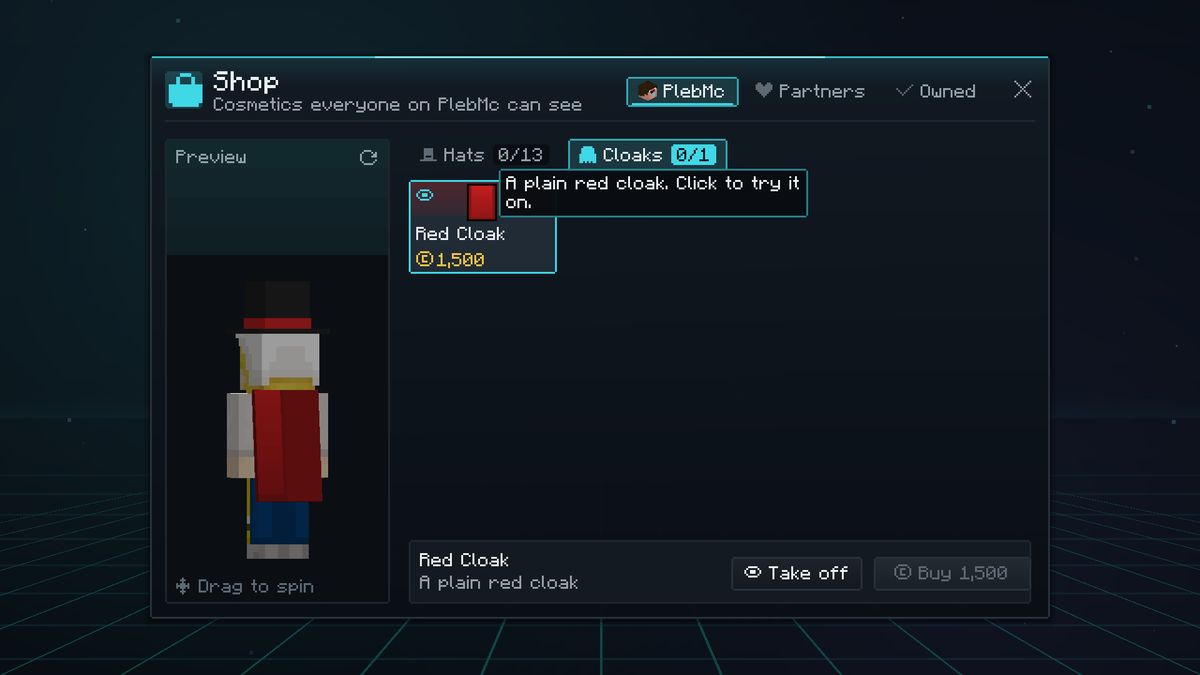 Shop
Cosmetics everyone on PlebMc can see
PlebMc
Partners
Owned
Preview
Hats 0/13
Cloaks 0/1
A plain red cloak. Click to try it
on.
Red Cloak
1,500
Drag to spin
Red Cloak
A plain red cloak
Take off
Buy 1,500